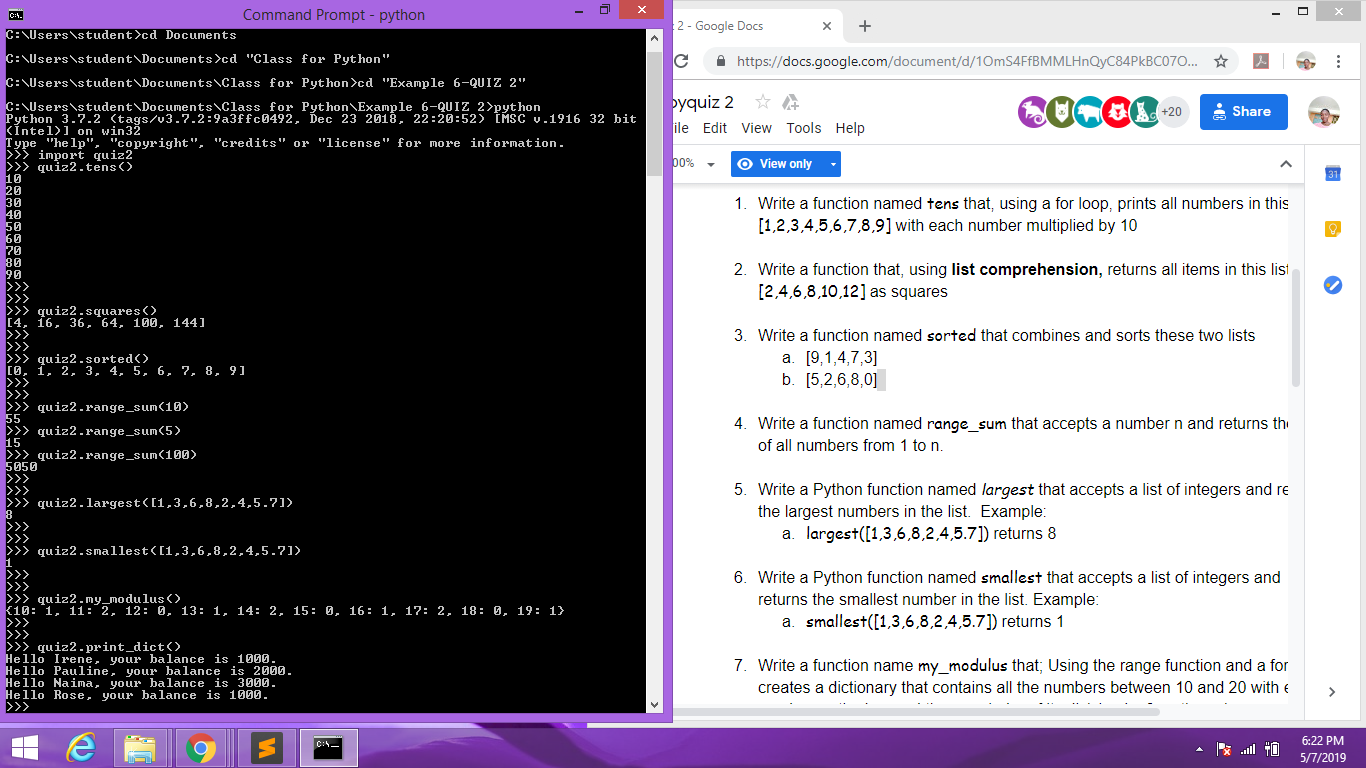 Command Prompt - python
C:\Users\student>cd Documents
C:\Users\student\Documents>cd "Class for Python"
C:\Users\student\Documents\Class for Python>cd "Example 6-QUIZ 2"
C:\Users\student\Documents\Class for Python\Example 6-QUIZ 2>python
Python 3.7.2 (tags/v3.7.2:9a3ffc0492, Dec 23 2018, 22:20:52) [MSC v.1916 32 bit
(Intel)] on win32
Type "help", "copyright", "credits" or "license" for more information.
>>> import quiz2
>>> quiz2.tens()
10
20
30
40
50
60
70
80
90
>>>
>>>
>>> quiz2.squares()
[4, 16, 36, 64, 100, 144]
>>>
>>>
>>> quiz2.sorted()
[0, 1, 2, 3, 4, 5, 6, 7, 8, 9]
>>>
>>>
>>> quiz2.range_sum(10)
55
>>> quiz2.range_sum(5)
15
>>> quiz2.range_sum(100)
5050
>>>
>>>
>>> quiz2.largest([1,3,6,8,2,4,5.7])
8
>>>
>>>
>>> quiz2.smallest([1,3,6,8,2,4,5.7])
1
>>>
>>>
>>> quiz2.my_modulus()
{10: 1, 11: 2, 12: 0, 13: 1, 14: 2, 15: 0, 16: 1, 17: 2, 18: 0, 19: 1}
>>>
>>>
>>> quiz2.print_dict()
Hello Irene, your balance is 1000.
Hello Pauline, your balance is 2000.
Hello Naima, your balance is 3000.
Hello Rose, your balance is 1000.
>>>
2 - Google Docs
https://docs.google.com/document/d/1OmS4FfBMMLHnQyC84PkBC07O...
pyquiz 2
ile Edit View Tools Help
+20
Share
00%
View only
31
1. Write a function named tens that, using a for loop, prints all numbers in this
[1,2,3,4,5,6,7,8,9] with each number multiplied by 10
2. Write a function that, using list comprehension, returns all items in this list
[2,4,6,8,10,12] as squares
3. Write a function named sorted that combines and sorts these two lists
a. [9,1,4,7,3]
b. [5,2,6,8,0]
4. Write a function named range_sum that accepts a number n and returns the
of all numbers from 1 to n.
5. Write a Python function named largest that accepts a list of integers and re
the largest numbers in the list. Example:
a. largest([1,3,6,8,2,4,5.7]) returns 8
6. Write a Python function named smallest that accepts a list of integers and
returns the smallest number in the list. Example:
a. smallest([1,3,6,8,2,4,5.7]) returns 1
7. Write a function name my_modulus that; Using the range function and a for
creates a dictionary that contains all the numbers between 10 and 20 with e
6:22 PM
5/7/2019